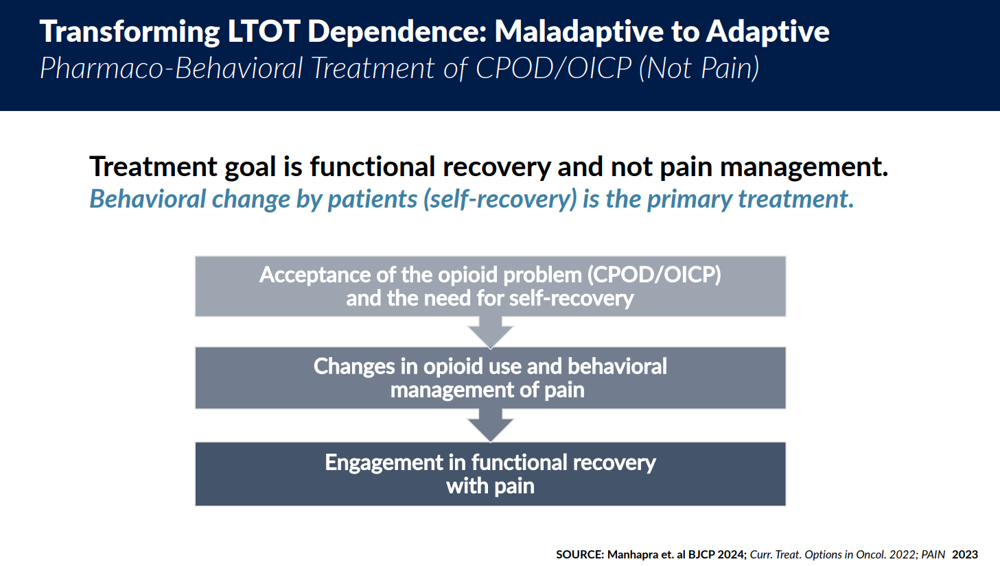 Transforming LTOT Dependence: Maladaptive to Adaptive
Pharmaco-Behavioral Treatment of CPOD/OICP (Not Pain)
Treatment goal is functional recovery and not pain management.
Behavioral change by patients (self-recovery) is the primary treatment.
Acceptance of the opioid problem (CPOD/OICP)
and the need for self-recovery
Changes in opioid use and behavioral
management of pain
Engagement in functional recovery
with pain
SOURCE: Manhapra et. al BJCP 2024; Curr. Treat. Options in Oncol. 2022; PAIN 2023